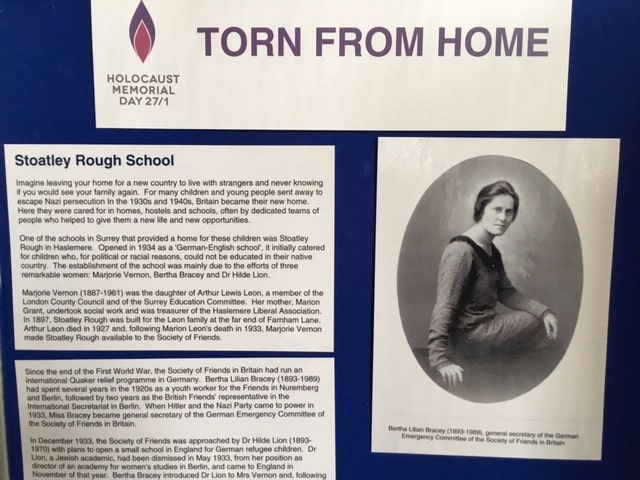 HOLOCAUST
MEMORIAL
DAY 27/1
TORN FROM HOME
Stoatley Rough School
Imagine leaving your home for a new country to live with strangers and never knowing
if you would see your family again. For many children and young people sent away to
escape Nazi persecution In the 1930s and 1940s, Britain became their new home.
Here they were cared for in homes, hostels and schools, often by dedicated teams of
people who helped to give them a new life and new opportunities.
One of the schools in Surrey that provided a home for these children was Stoatley
Rough in Haslemere. Opened in 1934 as a 'German-English school', it initially catered
for children who, for political or racial reasons, could not be educated in their native
country. The establishment of the school was mainly due to the efforts of three
remarkable women: Marjorie Vernon, Bertha Bracey and Dr Hilde Lion.
Marjorie Vernon (1887-1961) was the daughter of Arthur Lewis Leon, a member of the
London County Council and of the Surrey Education Committee. Her mother, Marion
Grant, undertook social work and was treasurer of the Haslemere Liberal Association.
In 1897, Stoatley Rough was built for the Leon family at the far end of Farnham Lane.
Arthur Leon died in 1927 and, following Marion Leon's death in 1933, Marjorie Vernon
made Stoatley Rough available to the Society of Friends.
Since the end of the First World War, the Society of Friends in Britain had run an
international Quaker relief programme in Germany. Bertha Lilian Bracey (1893-1989)
had spent several years in the 1920s as a youth worker for the Friends in Nuremberg
and Berlin, followed by two years as the British Friends' representative in the
International Secretariat in Berlin. When Hitler and the Nazi Party came to power in
1933, Miss Bracey became general secretary of the German Emergency Committee of
the Society of Friends in Britain.
In December 1933, the Society of Friends was approached by Dr Hilde Lion (1893-
1970) with plans to open a small school in England for German refugee children. Dr
Lion, a Jewish academic, had been dismissed in May 1933, from her position as
director of an academy for women's studies in Berlin, and came to England in
November of that year. Bertha Bracey introduced Dr Lion to Mrs Vernon and, following
Bertha Lilian Bracey (1893-1989), general secretary of the German
Emergency Committee of the Society of Friends in Britain